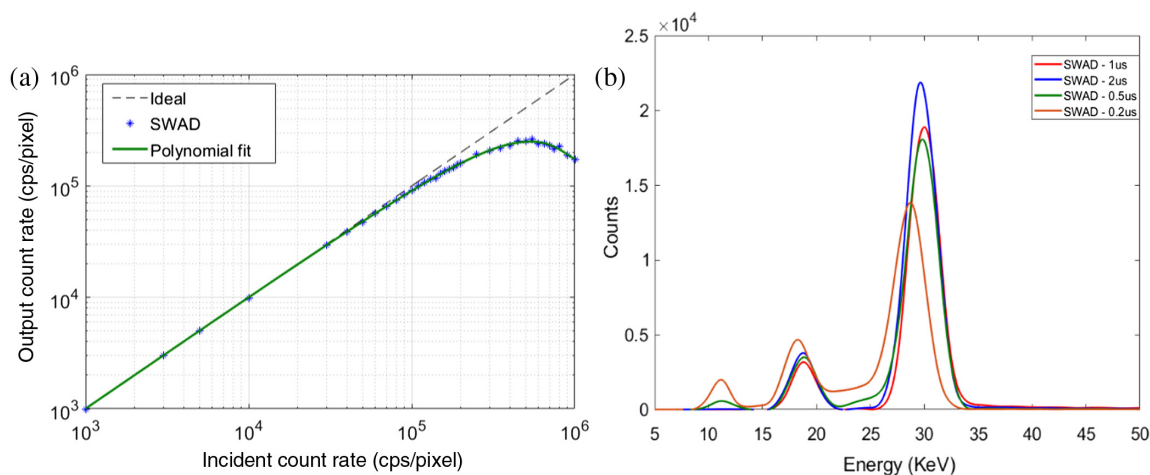 (a)
10^6
10^5
10^4
10^3
Output count rate (cps/pixel)
Ideal
SWAD
Polynomial fit
10^3
10^4
10^5
10^6
Incident count rate (cps/pixel)
(b)
×10^4
2.5
2
1.5
1
0.5
0
Counts
SWAD - 1us
SWAD - 2us
SWAD - 0.5us
SWAD - 0.2us
5 10 15 20 25 30 35 40 45 50
Energy (KeV)